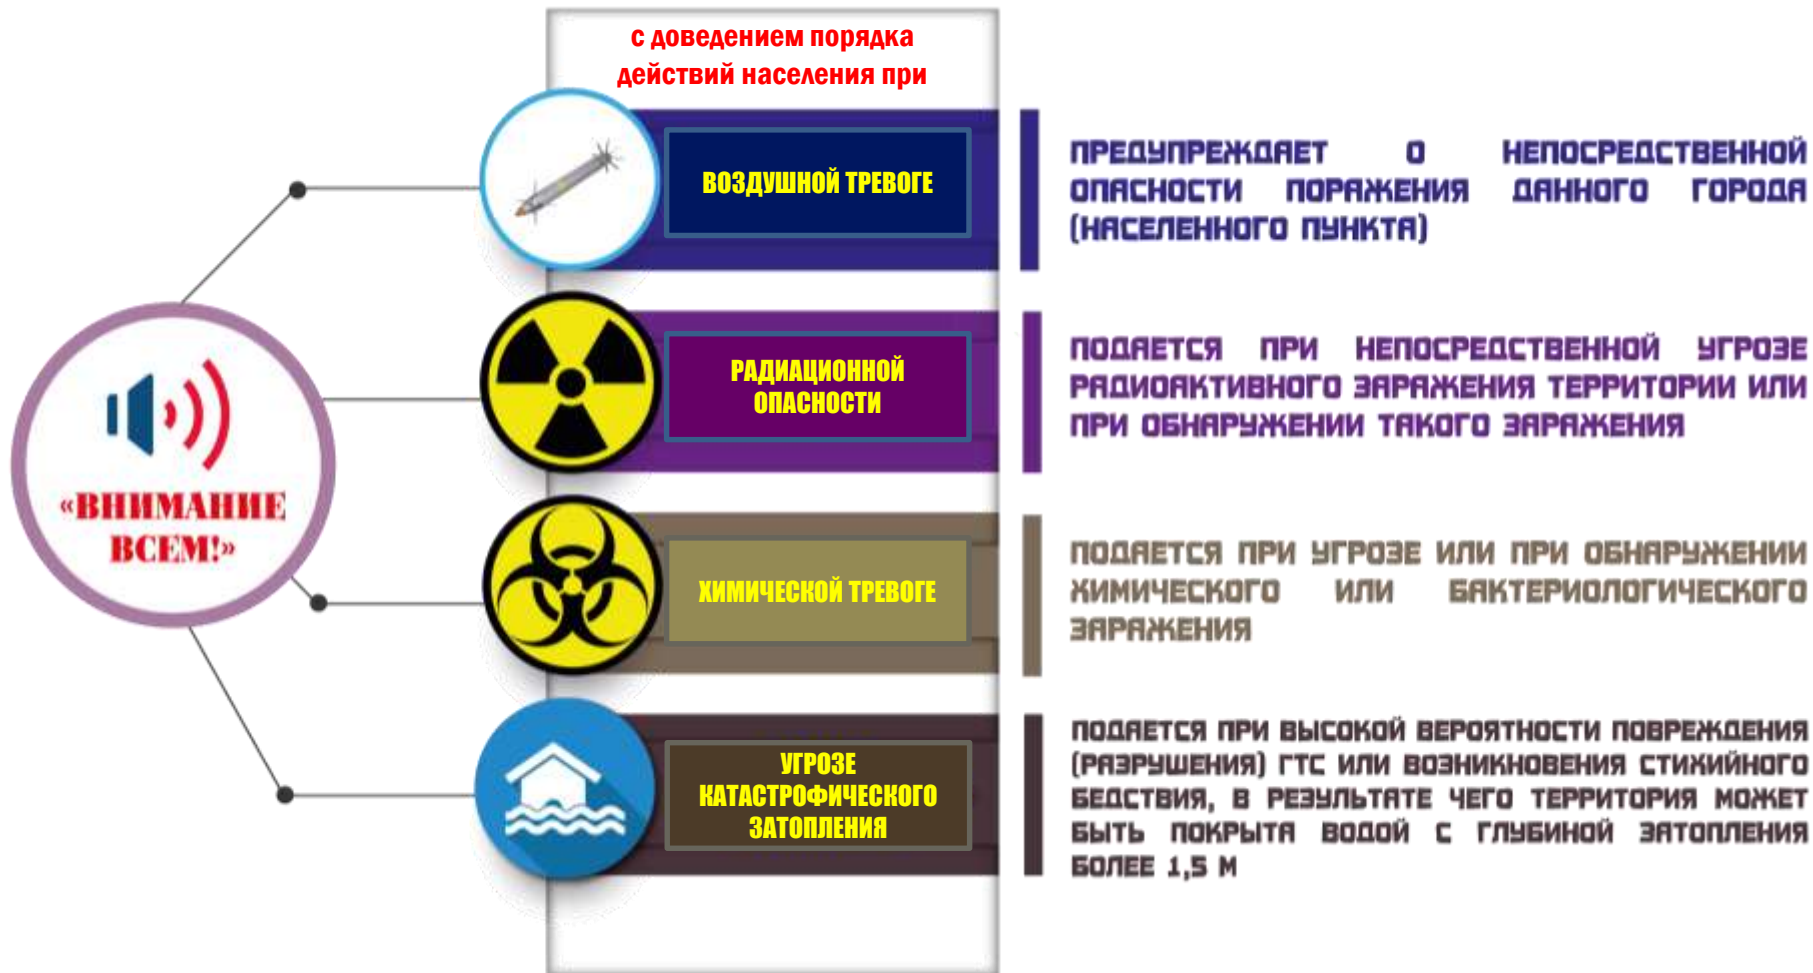 с доведением порядка
действий населения при
«ВНИМАНИЕ
ВСЕМ!»
ВОЗДУШНОЙ ТРЕВОГЕ
ПРЕДУПРЕЖДАЕТ О НЕПОСРЕДСТВЕННОЙ
ОПАСНОСТИ ПОРАЖЕНИЯ ДАННОГО ГОРОДА
(НАСЕЛЕННОГО ПУНКТА)
РАДИАЦИОННОЙ
ОПАСНОСТИ
ПОДАЕТСЯ ПРИ НЕПОСРЕДСТВЕННОЙ УГРОЗЕ
РАДИОАКТИВНОГО ЗАРАЖЕНИЯ ТЕРРИТОРИИ ИЛИ
ПРИ ОБНАРУЖЕНИИ ТАКОГО ЗАРАЖЕНИЯ
ХИМИЧЕСКОЙ ТРЕВОГЕ
ПОДАЕТСЯ ПРИ УГРОЗЕ ИЛИ ПРИ ОБНАРУЖЕНИИ
ХИМИЧЕСКОГО ИЛИ БАКТЕРИОЛОГИЧЕСКОГО
ЗАРАЖЕНИЯ
УГРОЗЕ
КАТАСТРОФИЧЕСКОГО
ЗАТОПЛЕНИЯ
ПОДАЕТСЯ ПРИ ВЫСОКОЙ ВЕРОЯТНОСТИ ПОВРЕЖДЕНИЯ
(РАЗРУШЕНИЯ) ГТС ИЛИ ВОЗНИКНОВЕНИЯ СТИХИЙНОГО
БЕДСТВИЯ, В РЕЗУЛЬТАТЕ ЧЕГО ТЕРРИТОРИЯ МОЖЕТ
БЫТЬ ПОКРЫТА ВОДОЙ С ГЛУБИНОЙ ЗАТОПЛЕНИЯ
БОЛЕЕ 1,5 М